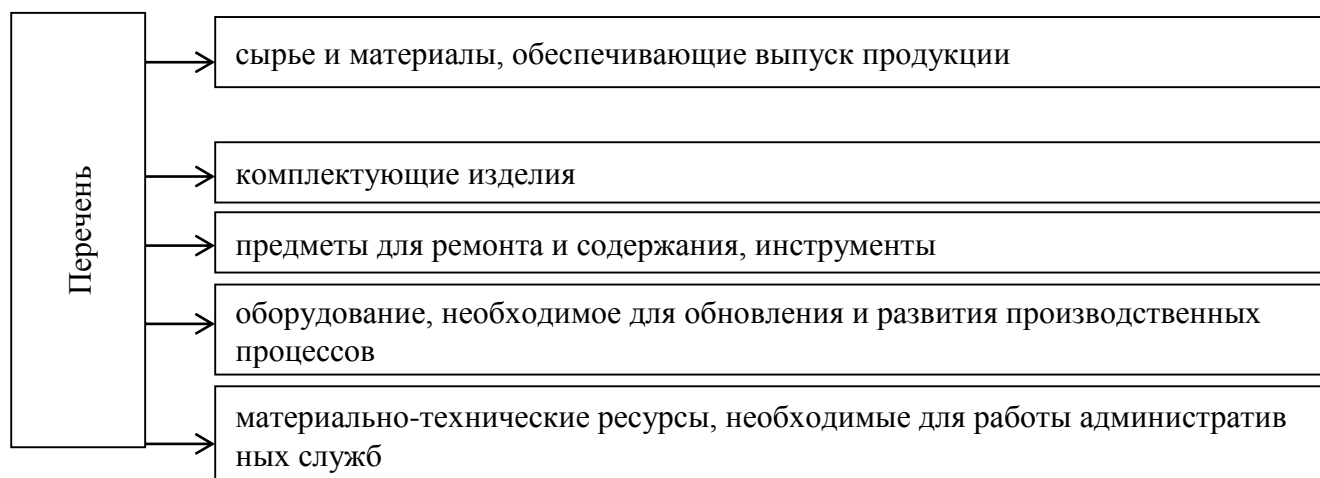 Перечень
сырье и материалы, обеспечивающие выпуск продукции
комплектующие изделия
предметы для ремонта и содержания, инструменты
оборудование, необходимое для обновления и развития производственных
процессов
материально-технические ресурсы, необходимые для работы административ
ных служб